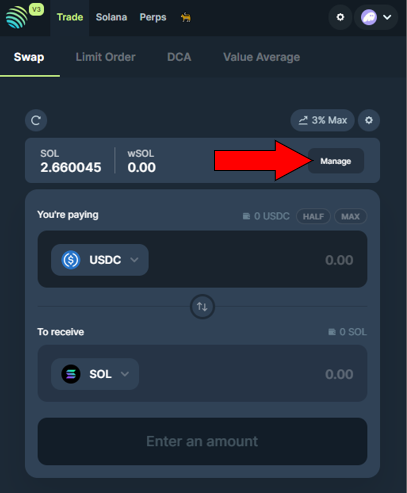 V3 Trade Solana Perps
Swap Limit Order DCA Value Average
3% Max
SOL wSOL
2.660045 0.00 Manage
You're paying 0 USDC HALF MAX
USDC 0.00
To receive 0 SOL
SOL 0.00
Enter an amount